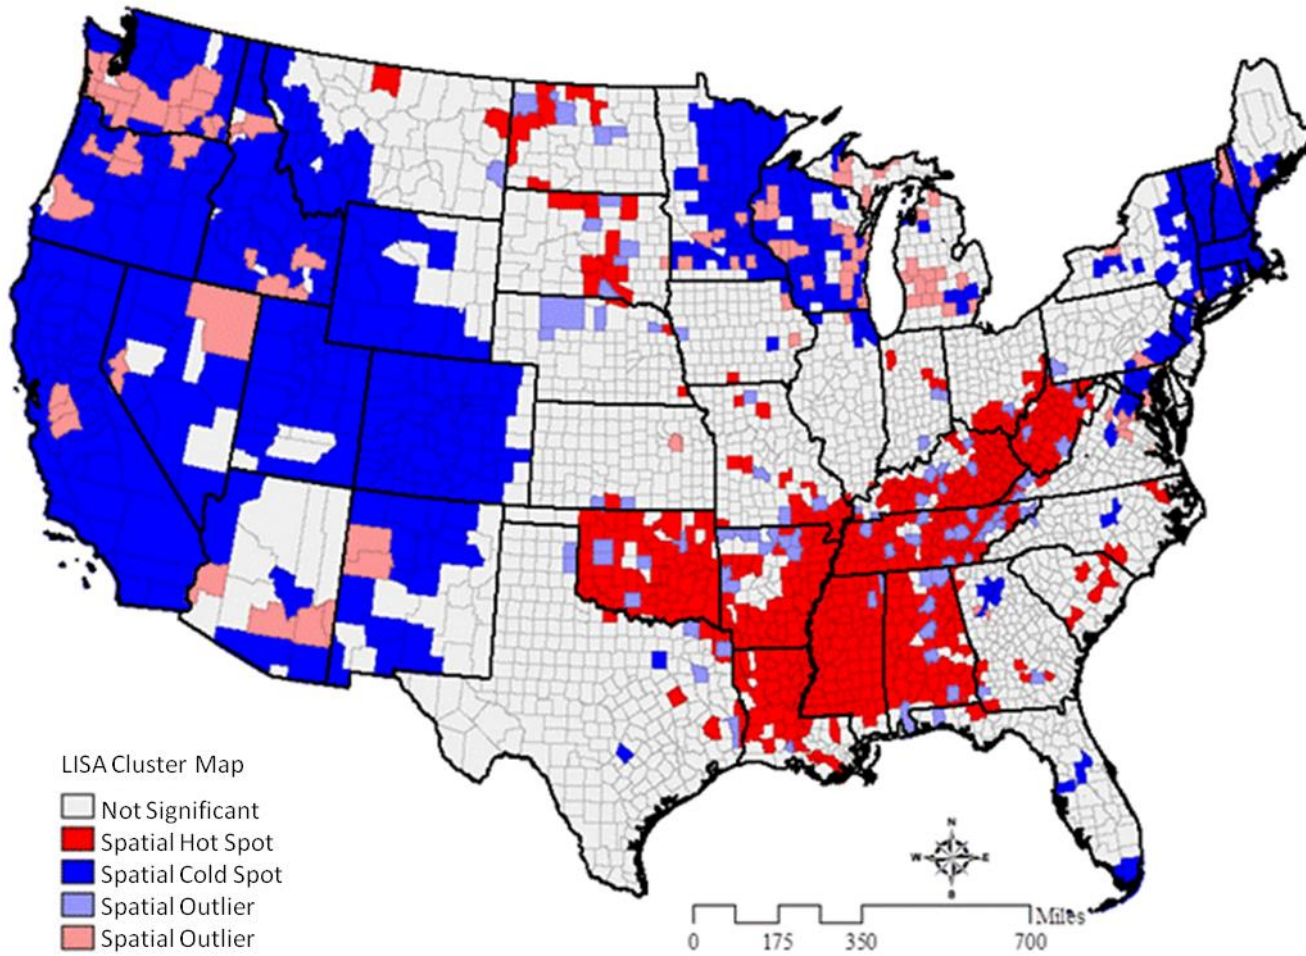 LISA Cluster Map
Not Significant
Spatial Hot Spot
Spatial Cold Spot
Spatial Outlier
Spatial Outlier
N
W E
S
Miles
0 175 350 700